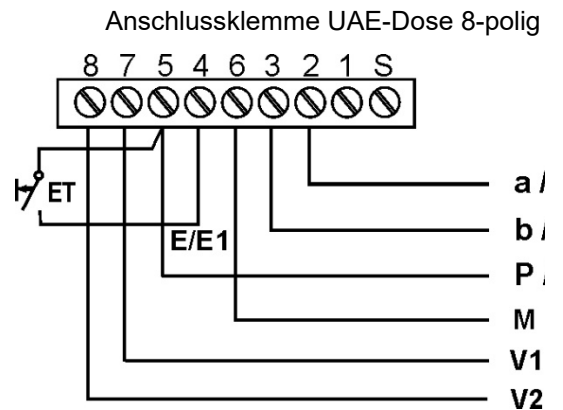 Anschlussklemme UAE-Dose 8-polig
8 7 5 4 6 3 2 1 S
ET
E/E1
a /
b /
P /
M
V1
V2